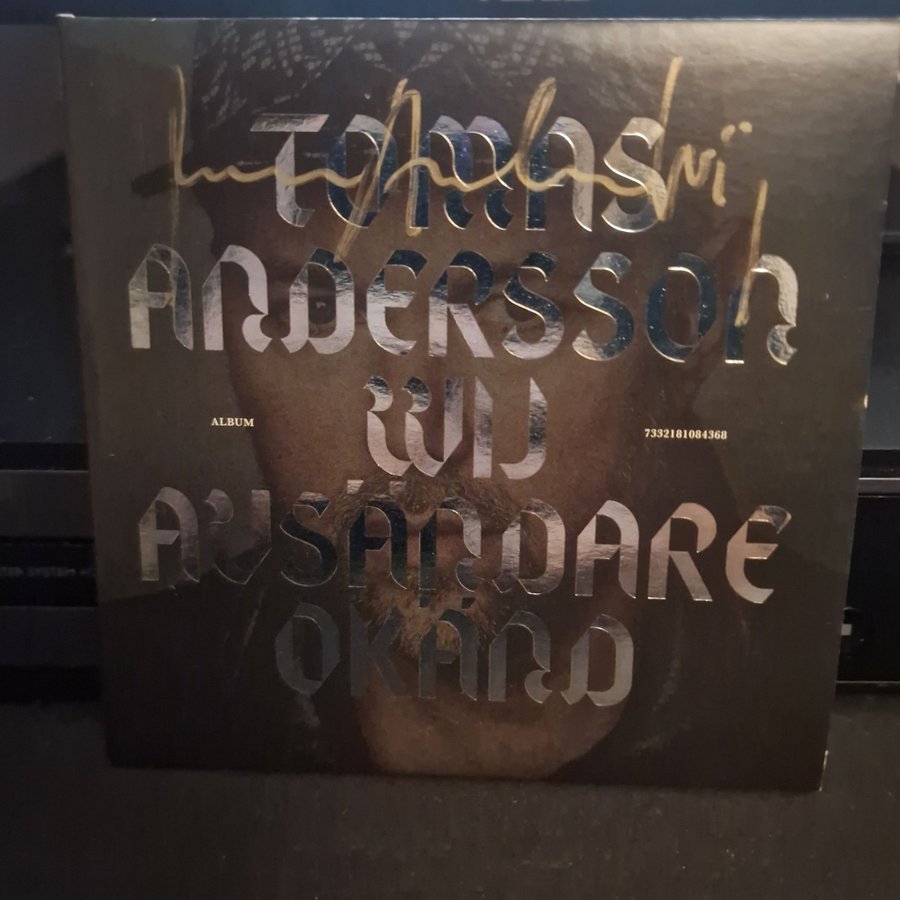 TOMAS
ANDERSSON
WIJ
ALBUM
7332181084368
AVSÄNDARE
OKÄND